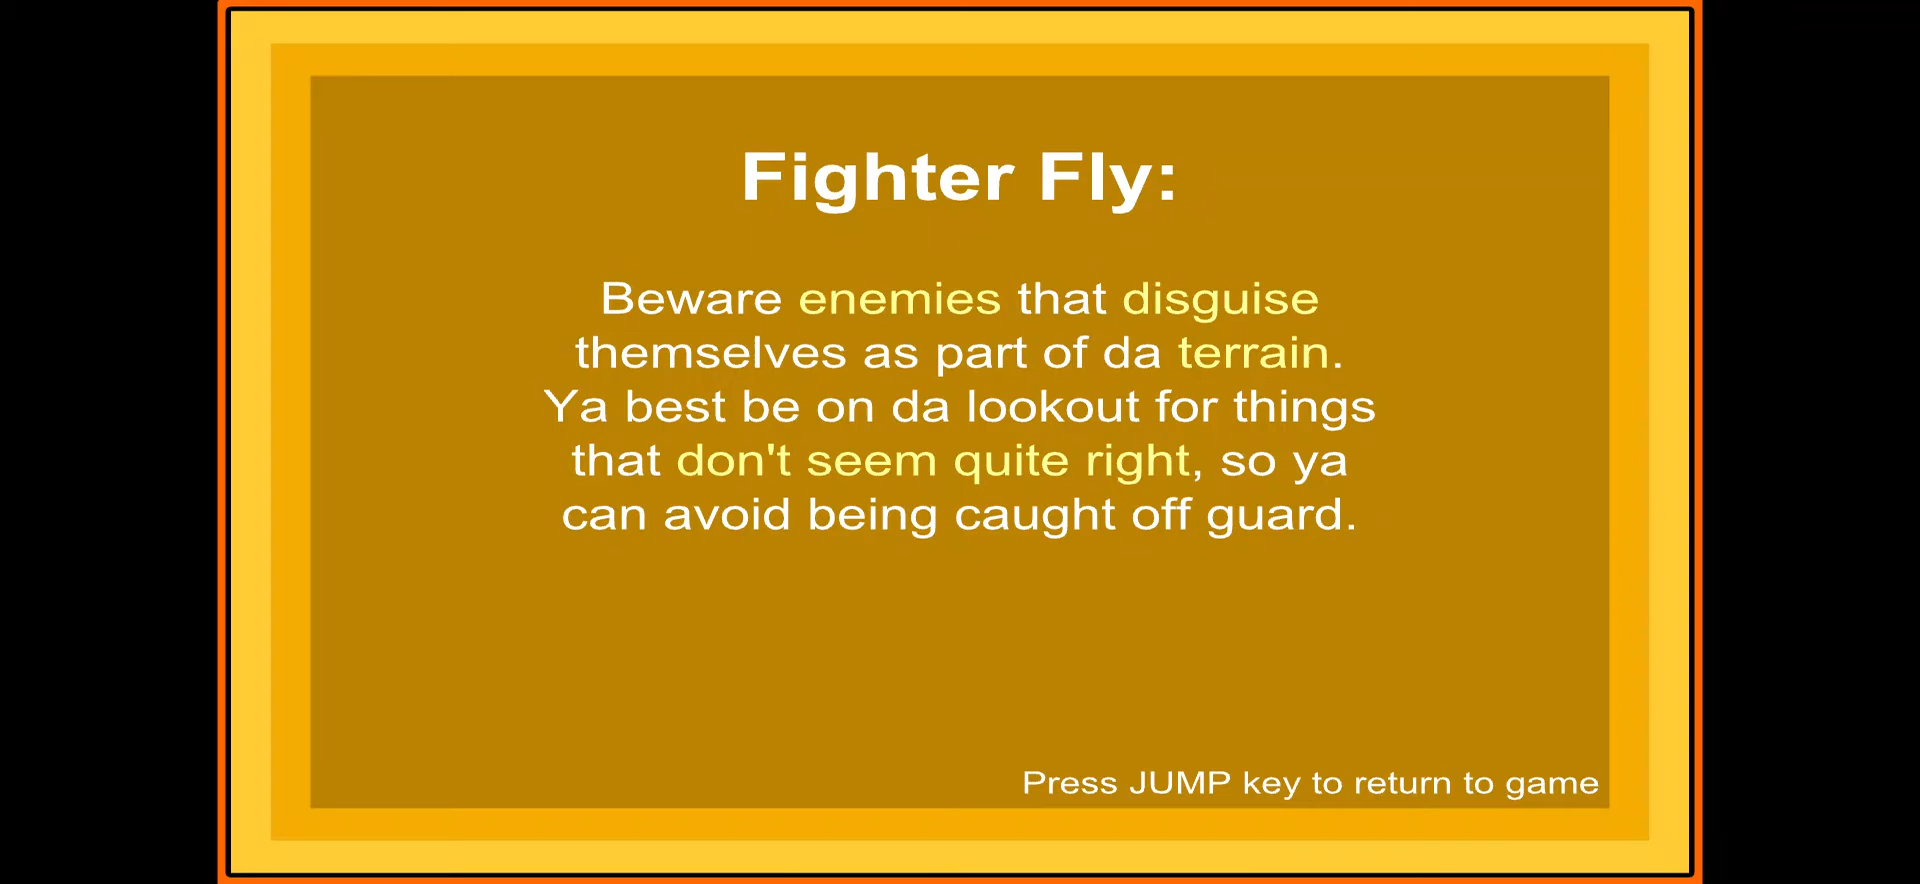 Fighter Fly:
Beware enemies that disguise
themselves as part of da terrain.
Ya best be on da lookout for things
that don't seem quite right, so ya
can avoid being caught off guard.
Press JUMP key to return to game